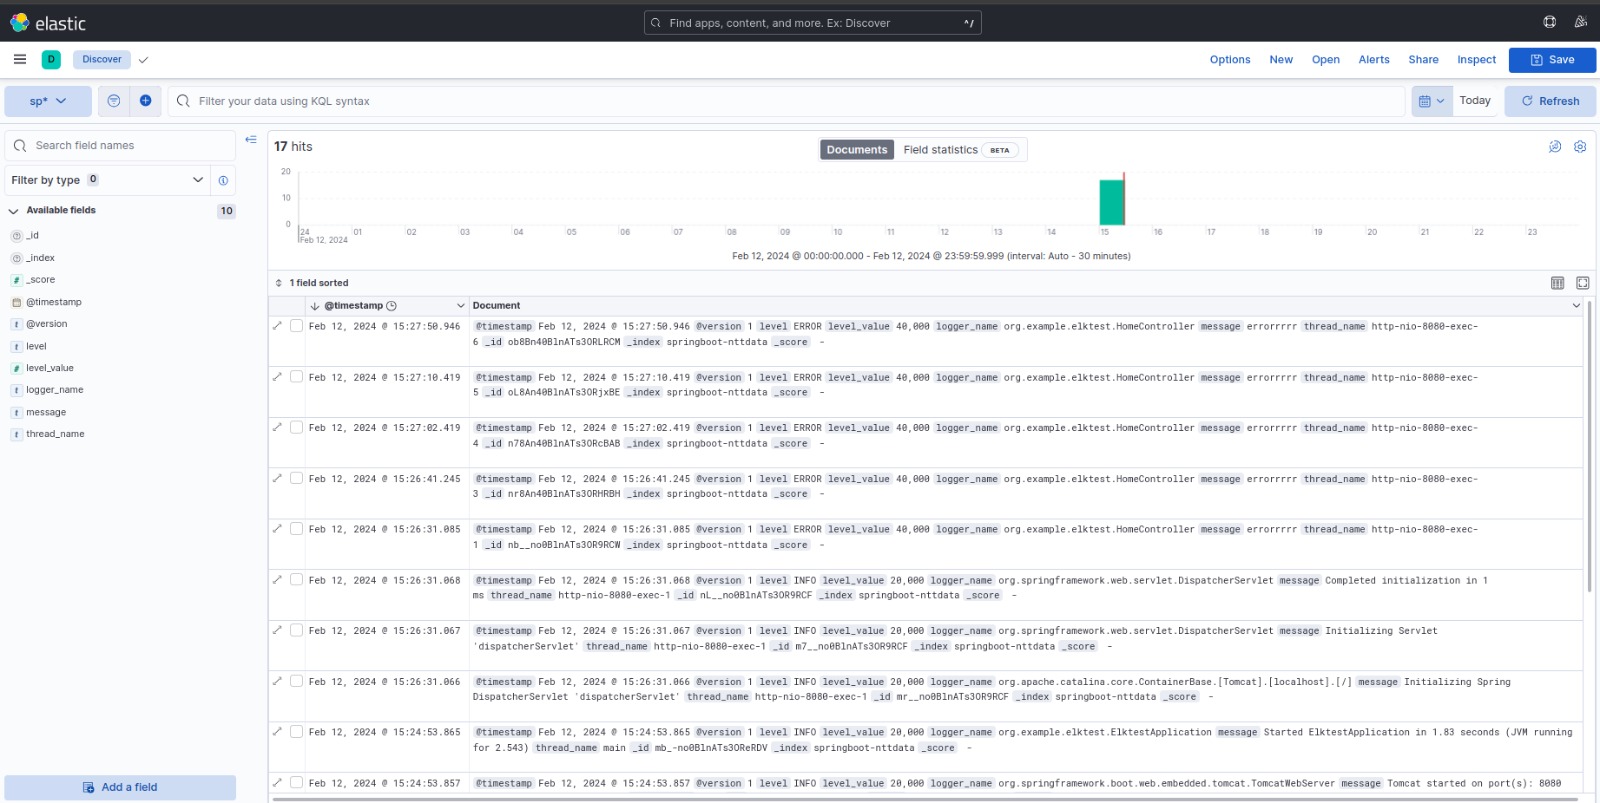 elastic
Find apps, content, and more. Ex: Discover ^/
D Discover Options New Open Alerts Share Inspect Save
sp* Filter your data using KQL syntax Today Refresh
Search field names
Filter by type 0
Available fields 10
_id
_index
_score
@timestamp
@version
level
level_value
logger_name
message
thread_name
Add a field
17 hits
Documents Field statistics BETA
20
10
0
24 01 02 03 04 05 06 07 08 09 10 11 12 13 14 15 16 17 18 19 20 21 22 23
Feb 12, 2024
Feb 12, 2024 @ 00:00:00.000 - Feb 12, 2024 @ 23:59:59.999 (interval: Auto - 30 minutes)
1 field sorted
@timestamp Document
Feb 12, 2024 @ 15:27:50.946 @timestamp Feb 12, 2024 @ 15:27:50.946 @version 1 level ERROR level_value 40,000 logger_name org.example.elktest.HomeController message errorrrrr thread_name http-nio-8080-exec-
6 _id ob8Bn40BlnATs3ORLRCM _index springboot-nttdata _score -
Feb 12, 2024 @ 15:27:10.419 @timestamp Feb 12, 2024 @ 15:27:10.419 @version 1 level ERROR level_value 40,000 logger_name org.example.elktest.HomeController message errorrrrr thread_name http-nio-8080-exec-
5 _id oL8An40BlnATs3ORjxBE _index springboot-nttdata _score -
Feb 12, 2024 @ 15:27:02.419 @timestamp Feb 12, 2024 @ 15:27:02.419 @version 1 level ERROR level_value 40,000 logger_name org.example.elktest.HomeController message errorrrrr thread_name http-nio-8080-exec-
4 _id n78An40BlnATs3ORcBAB _index springboot-nttdata _score -
Feb 12, 2024 @ 15:26:41.245 @timestamp Feb 12, 2024 @ 15:26:41.245 @version 1 level ERROR level_value 40,000 logger_name org.example.elktest.HomeController message errorrrrr thread_name http-nio-8080-exec-
3 _id nr8An40BlnATs3ORHRBH _index springboot-nttdata _score -
Feb 12, 2024 @ 15:26:31.085 @timestamp Feb 12, 2024 @ 15:26:31.085 @version 1 level ERROR level_value 40,000 logger_name org.example.elktest.HomeController message errorrrrr thread_name http-nio-8080-exec-
1 _id nb__no0BlnATs3OR9RCW _index springboot-nttdata _score -
Feb 12, 2024 @ 15:26:31.068 @timestamp Feb 12, 2024 @ 15:26:31.068 @version 1 level INFO level_value 20,000 logger_name org.springframework.web.servlet.DispatcherServlet message Completed initialization in 1
ms thread_name http-nio-8080-exec-1 _id nL__no0BlnATs3OR9RCF _index springboot-nttdata _score -
Feb 12, 2024 @ 15:26:31.067 @timestamp Feb 12, 2024 @ 15:26:31.067 @version 1 level INFO level_value 20,000 logger_name org.springframework.web.servlet.DispatcherServlet message Initializing Servlet
'dispatcherServlet' thread_name http-nio-8080-exec-1 _id m7__no0BlnATs3OR9RCF _index springboot-nttdata _score -
Feb 12, 2024 @ 15:26:31.066 @timestamp Feb 12, 2024 @ 15:26:31.066 @version 1 level INFO level_value 20,000 logger_name org.apache.catalina.core.ContainerBase.[Tomcat].[localhost].[/] message Initializing Spring
DispatcherServlet 'dispatcherServlet' thread_name http-nio-8080-exec-1 _id mr__no0BlnATs3OR9RCF _index springboot-nttdata _score -
Feb 12, 2024 @ 15:24:53.865 @timestamp Feb 12, 2024 @ 15:24:53.865 @version 1 level INFO level_value 20,000 logger_name org.example.elktest.ElktestApplication message Started ElktestApplication in 1.83 seconds (JVM running
for 2.543) thread_name main _id mb_-no0BlnATs3OReRDV _index springboot-nttdata _score -
Feb 12, 2024 @ 15:24:53.857 @timestamp Feb 12, 2024 @ 15:24:53.857 @version 1 level INFO level_value 20,000 logger_name org.springframework.boot.web.embedded.tomcat.TomcatWebServer message Tomcat started on port(s): 8080